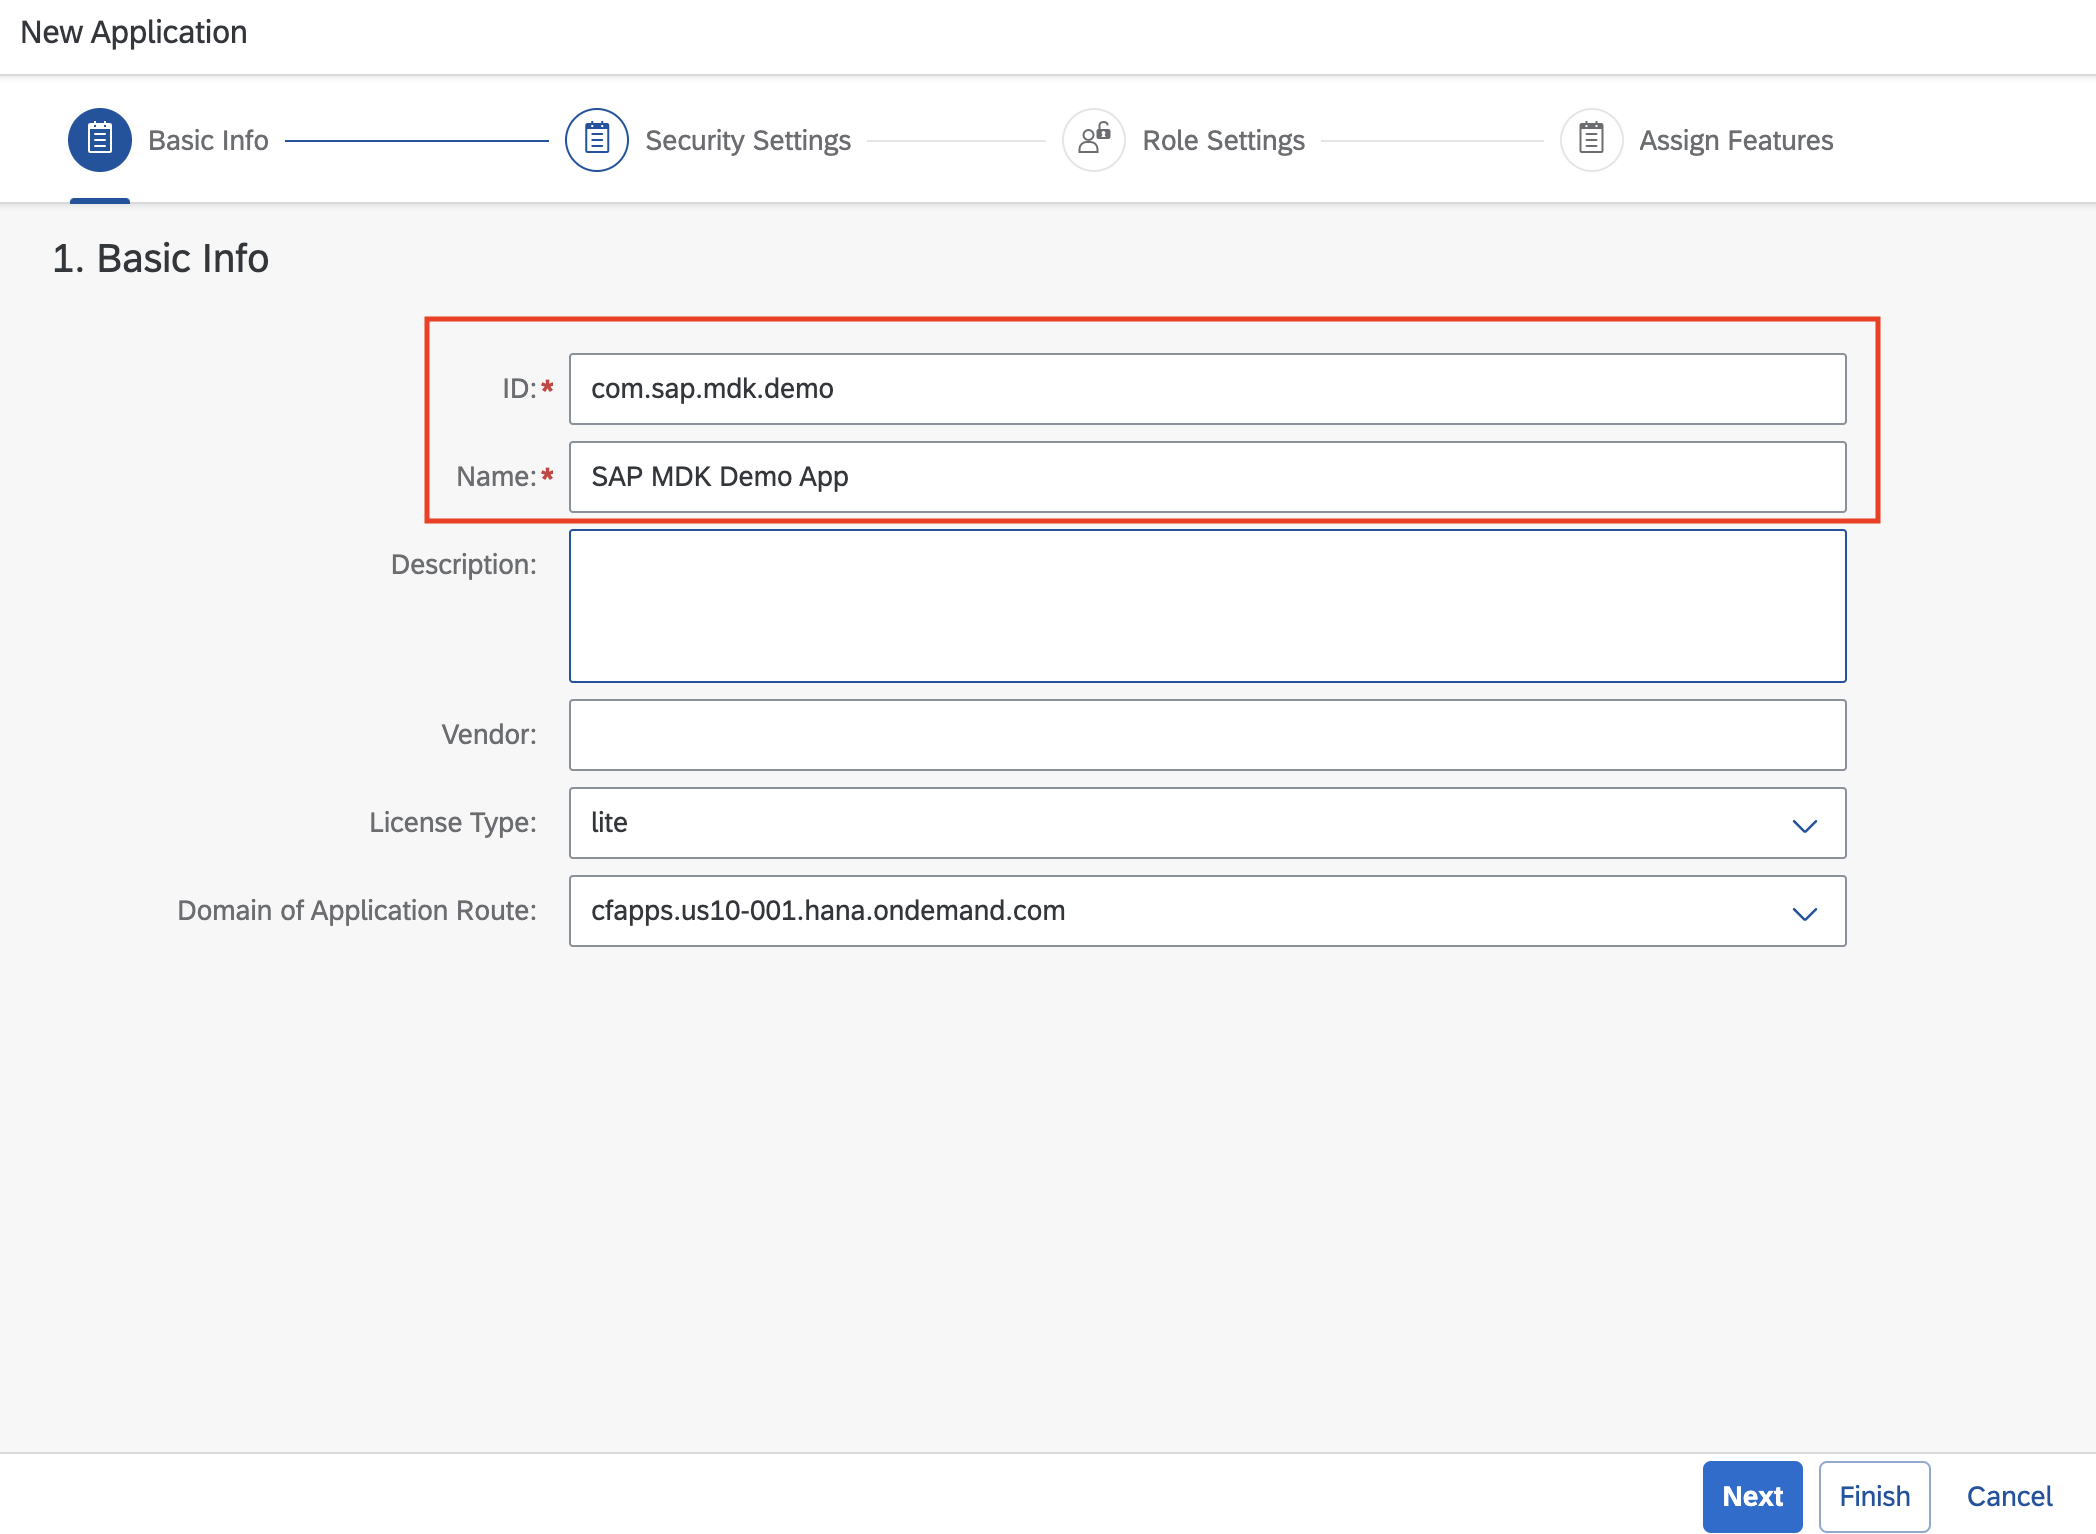 New Application
Basic Info Security Settings Role Settings Assign Features
1. Basic Info
ID:* com.sap.mdk.demo
Name:* SAP MDK Demo App
Description:
Vendor:
License Type: lite
Domain of Application Route: cfapps.us10-001.hana.ondemand.com
Next Finish Cancel